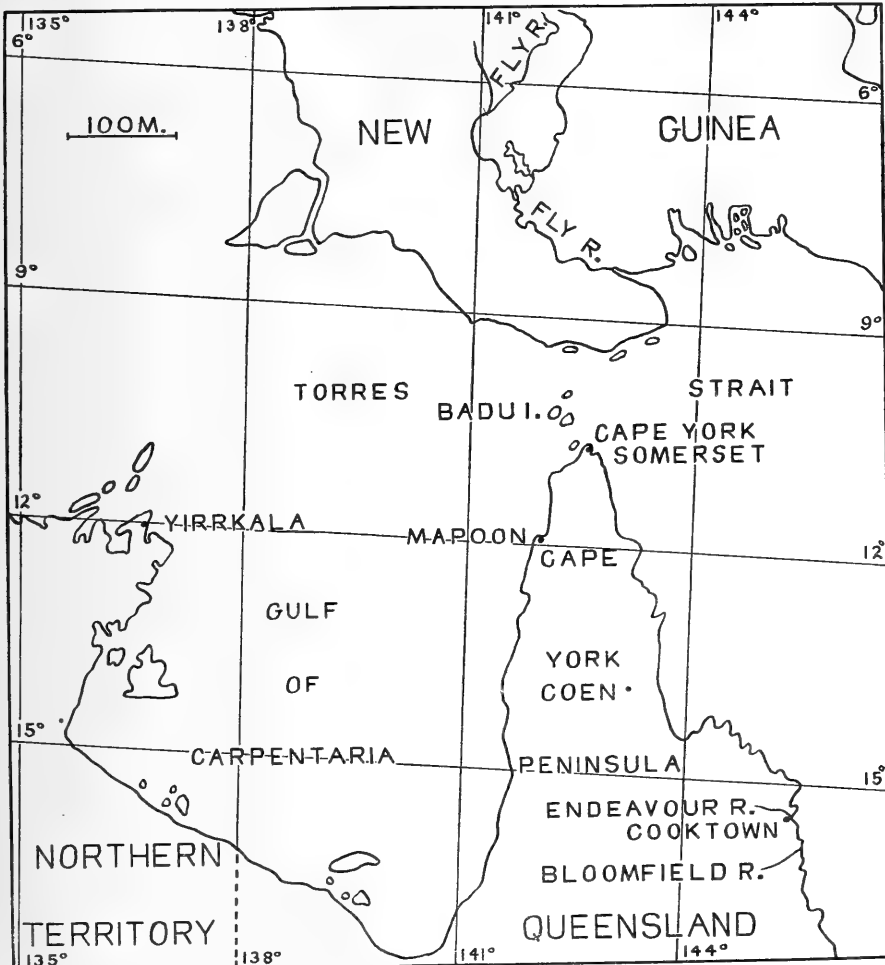 135° 138° 141° 144°
6° 6°
FLY R.
100M.
NEW GUINEA
FLY R.
9° 9°
TORRES STRAIT
BADU I.
CAPE YORK
SOMERSET
12° YIRRKALA
MAPOON 12°
CAPE
GULF
YORK
OF COEN
15°
CARPENTARIA PENINSULA 15°
ENDEAVOUR R.
COOKTOWN
NORTHERN
BLOOMFIELD R.
TERRITORY QUEENSLAND
135° 138° 141° 144°